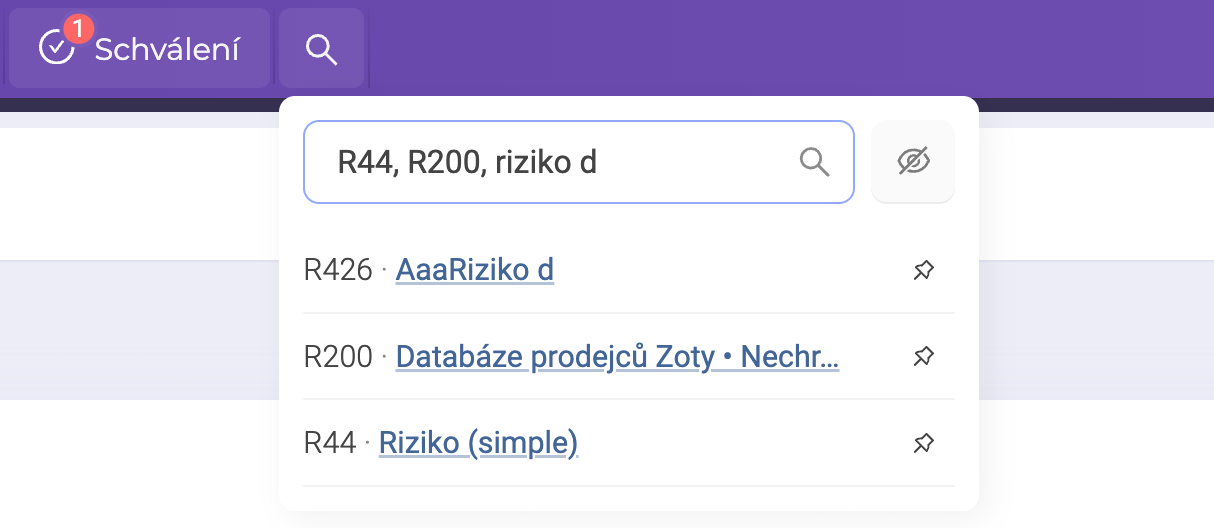 1
Schválení
R44, R200, riziko d
R426 · AaaRiziko d
R200 · Databáze prodejců Zoty • Nechr...
R44 · Riziko (simple)